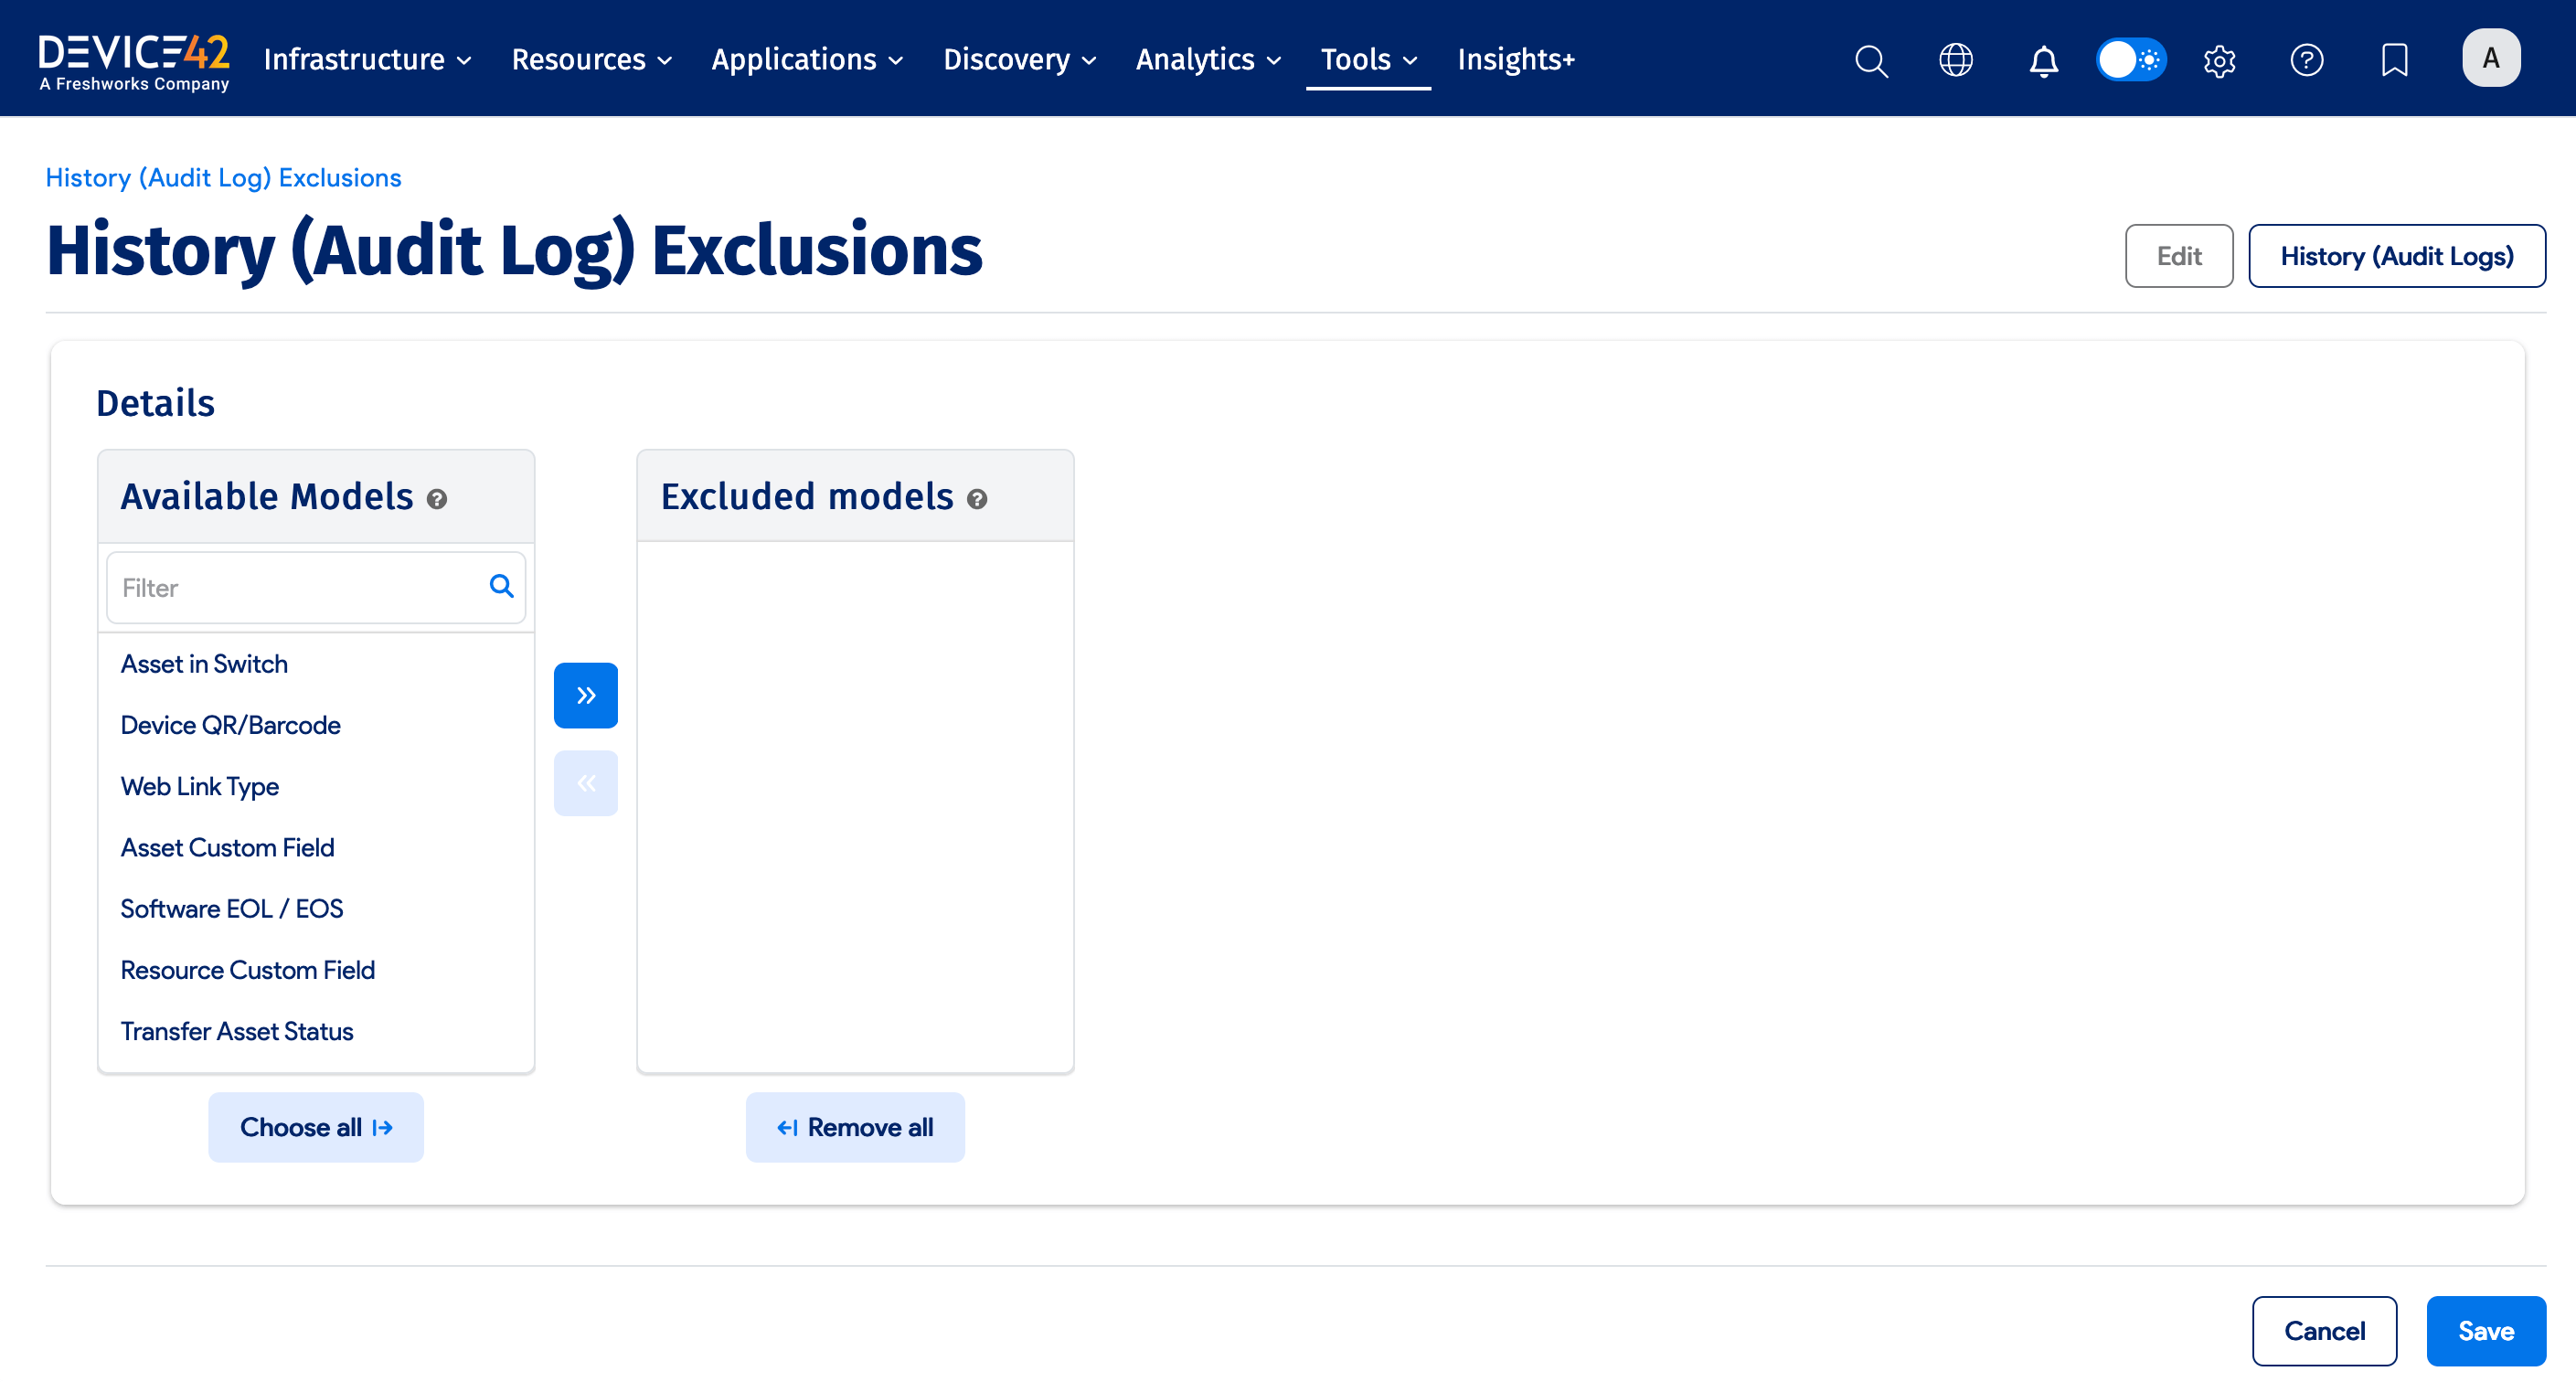 DEVICE42
A Freshworks Company
Infrastructure Resources Applications Discovery Analytics Tools Insights+
A
History (Audit Log) Exclusions
History (Audit Log) Exclusions
Edit
History (Audit Logs)
Details
Available Models
Filter
Asset in Switch
Device QR/Barcode
Web Link Type
Asset Custom Field
Software EOL / EOS
Resource Custom Field
Transfer Asset Status
Choose all
Excluded models
Remove all
Cancel
Save